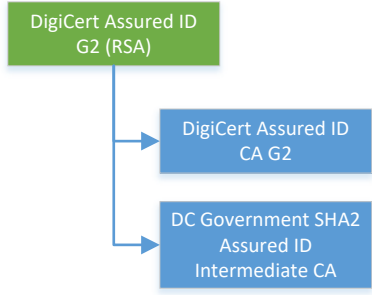 DigiCert Assured ID
G2 (RSA)
DigiCert Assured ID
CA G2
DC Government SHA2
Assured ID
Intermediate CA